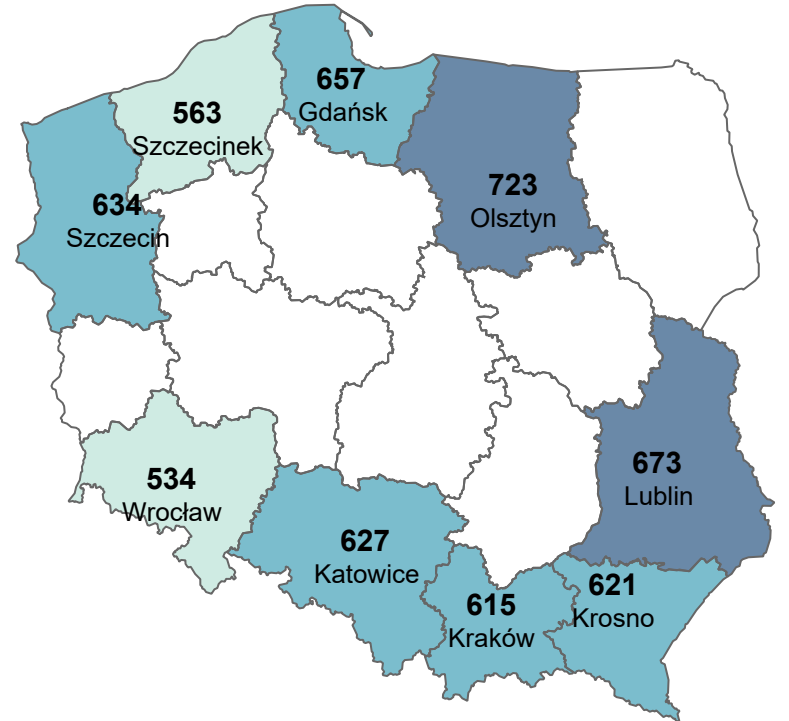 657
Gdańsk
563
Szczecinek
723
Olsztyn
634
Szczecin
673
Lublin
534
Wrocław
627
Katowice
621
Krosno
615
Kraków